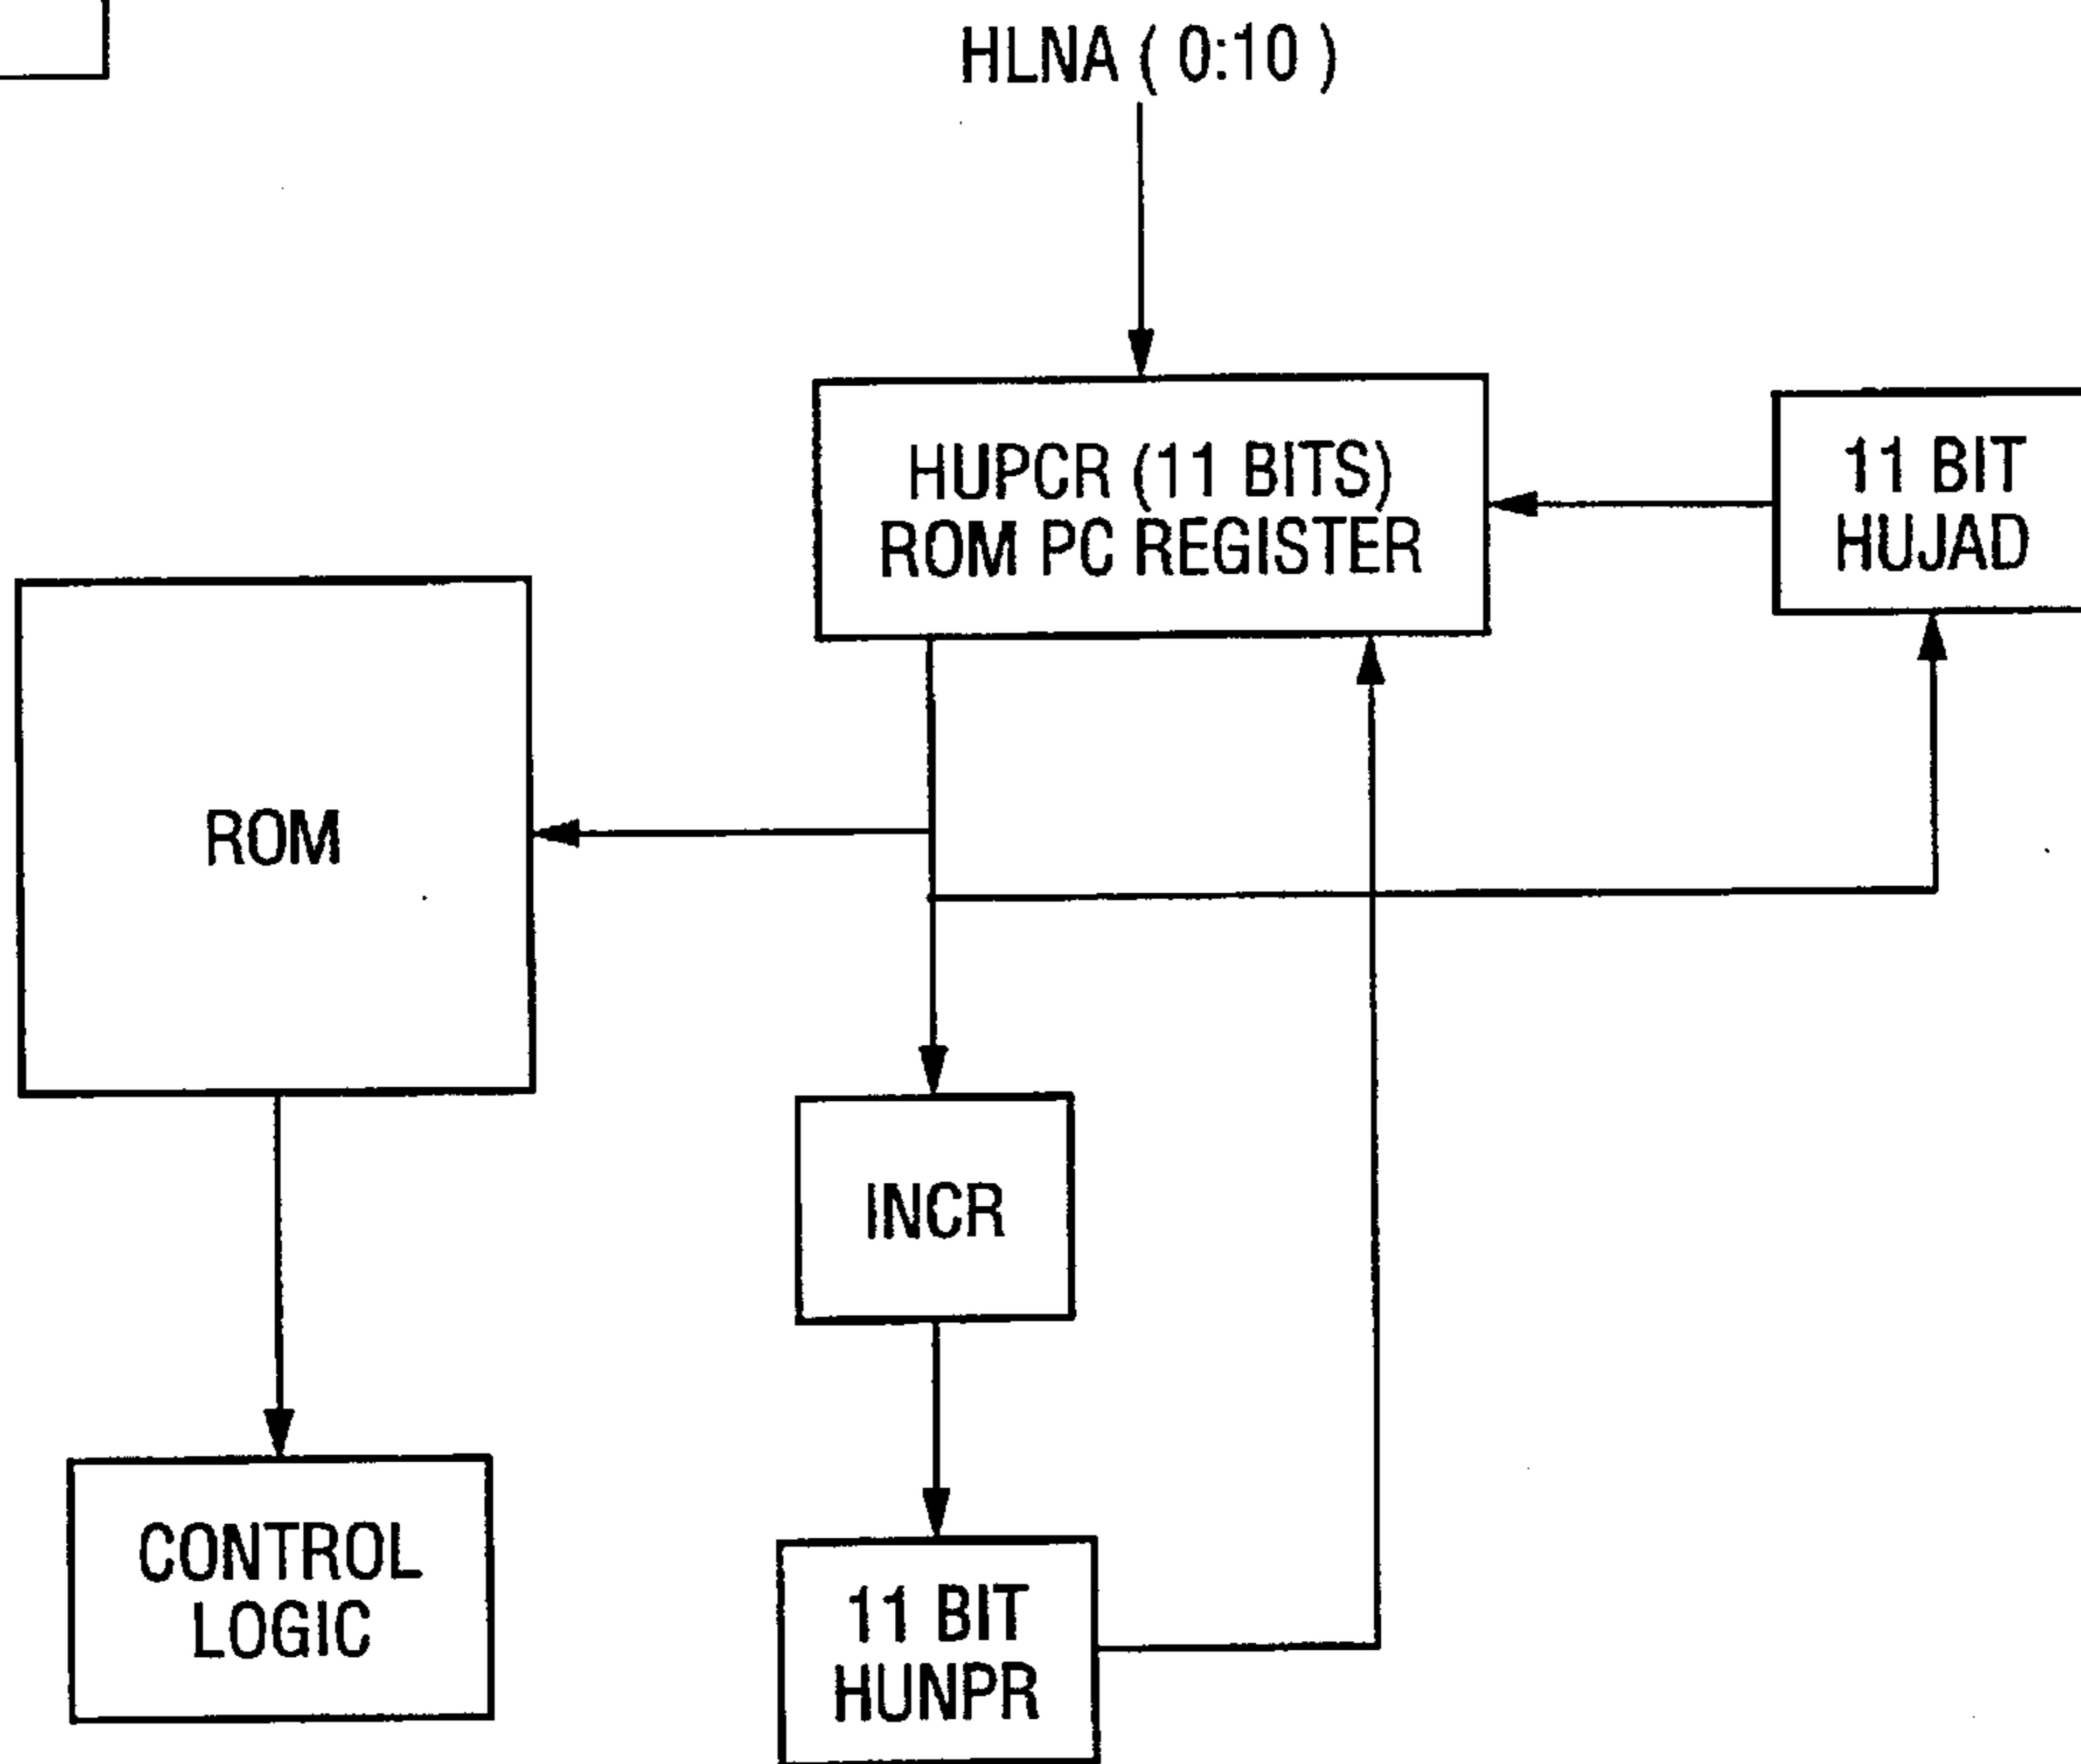 HLNA ( 0:10 )
HUPCR (11 BITS)
ROM PC REGISTER
11 BIT
HUJAD
ROM
INCR
CONTROL
LOGIC
11 BIT
HUNPR